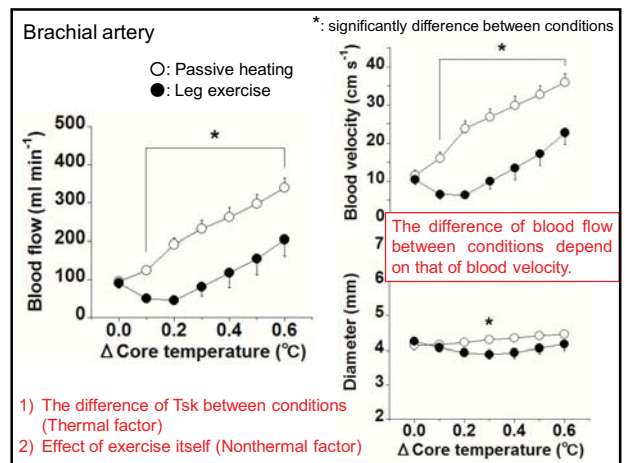 Brachial artery
*: significantly difference between conditions
○: Passive heating
●: Leg exercise
Blood flow (ml min⁻¹)
500
400
300
200
100
0
*
0.0 0.2 0.4 0.6
Δ Core temperature (°C)
Blood velocity (cm s⁻¹)
40
30
20
10
0
*
The difference of blood flow
between conditions depend
on that of blood velocity.
Diameter (mm)
7
6
5
4
3
2
*
0.0 0.2 0.4 0.6
Δ Core temperature (°C)
1) The difference of Tsk between conditions
(Thermal factor)
2) Effect of exercise itself (Nonthermal factor)